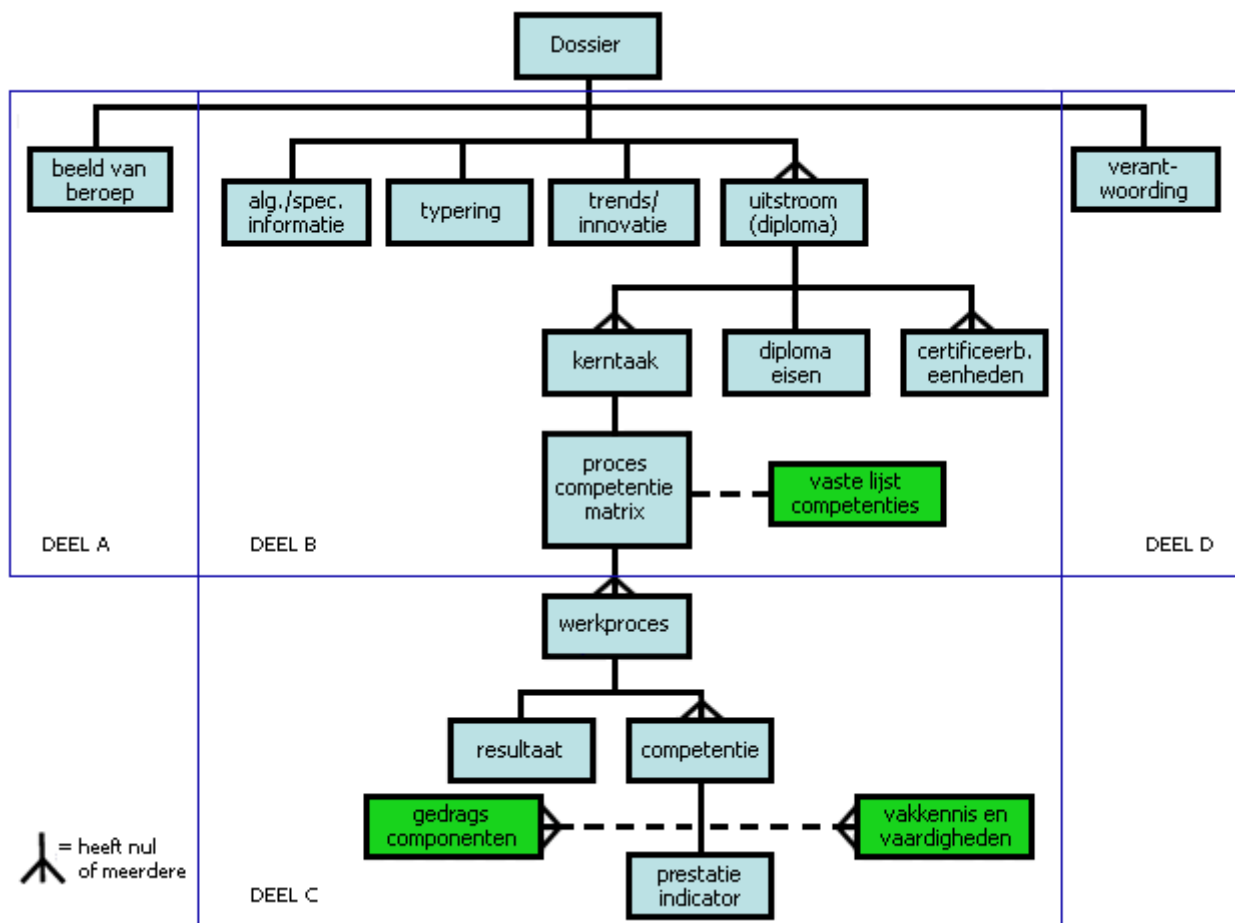 Dossier
beeld van
beroep
alg./spec.
informatie
typering
trends/
innovatie
uitstroom
(diploma)
verant-
woording
kerntaak
diploma
eisen
certificeerb.
eenheden
proces
competentie
matrix
vaste lijst
competenties
DEEL A
DEEL B
DEEL D
werkproces
resultaat
competentie
gedrags
componenten
vakkennis en
vaardigheden
prestatie
indicator
= heeft nul
of meerdere
DEEL C